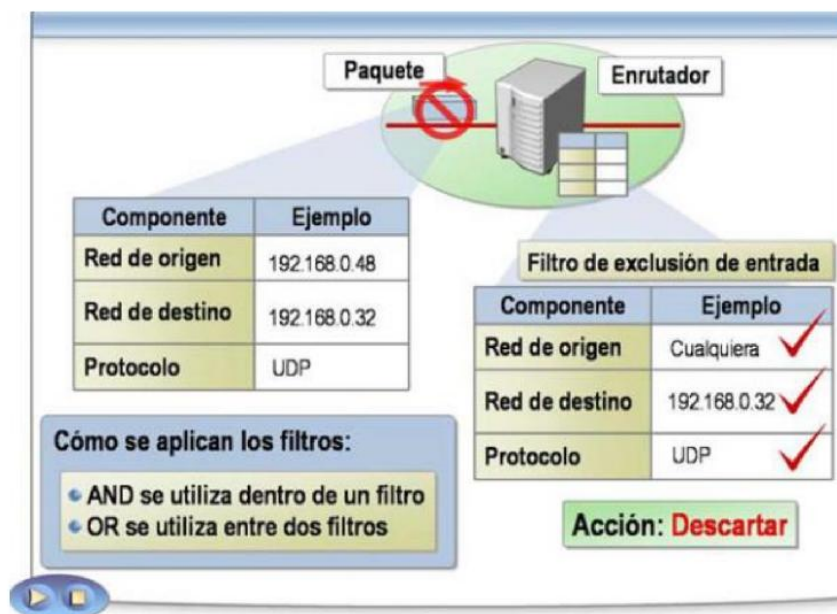 Paquete
Enrutador
Componente Ejemplo
Red de origen 192.168.0.48
Red de destino 192.168.0.32
Protocolo UDP
Filtro de exclusión de entrada
Componente Ejemplo
Red de origen Cualquiera
Red de destino 192.168.0.32
Protocolo UDP
Cómo se aplican los filtros:
AND se utiliza dentro de un filtro
OR se utiliza entre dos filtros
Acción: Descartar